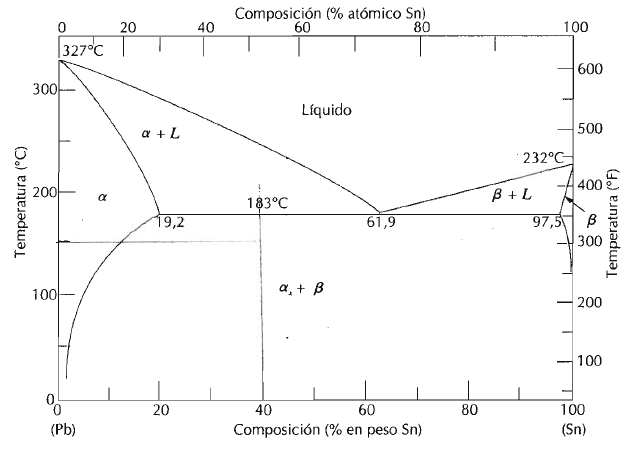 Composición (% atómico Sn)
0 20 30 50 60 80 100
327°C
300
200
100
0
Temperatura (°C)
Líquido
α + L
α
183°C
19,2
61,9
97,5
232°C
β + L
β
α + β
600
500
400
300
200
100
Temperatura (°F)
0 20 40 60 80 100
(Pb) Composición (% en peso Sn) (Sn)